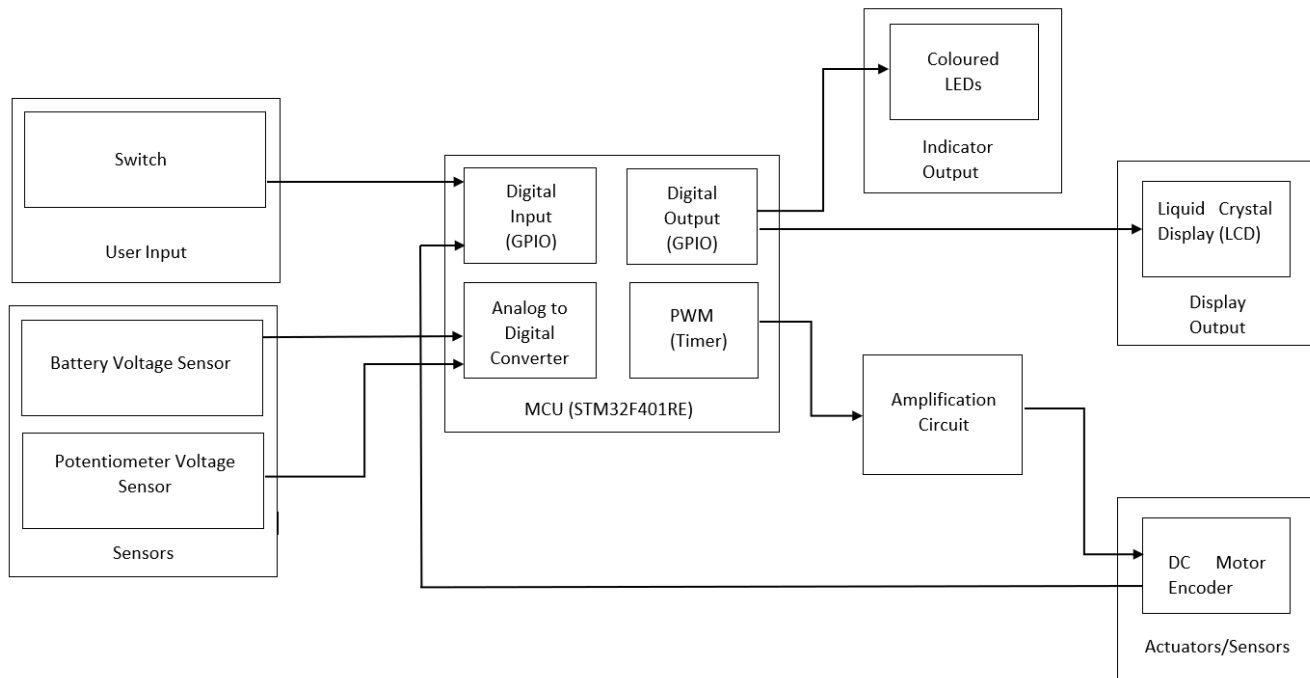 Switch
User Input
Battery Voltage Sensor
Potentiometer Voltage
Sensor
Sensors
Digital
Input
(GPIO)
Digital
Output
(GPIO)
Analog to
Digital
Converter
PWM
(Timer)
MCU (STM32F401RE)
Coloured
LEDs
Indicator
Output
Liquid Crystal
Display (LCD)
Display
Output
Amplification
Circuit
DC Motor
Encoder
Actuators/Sensors